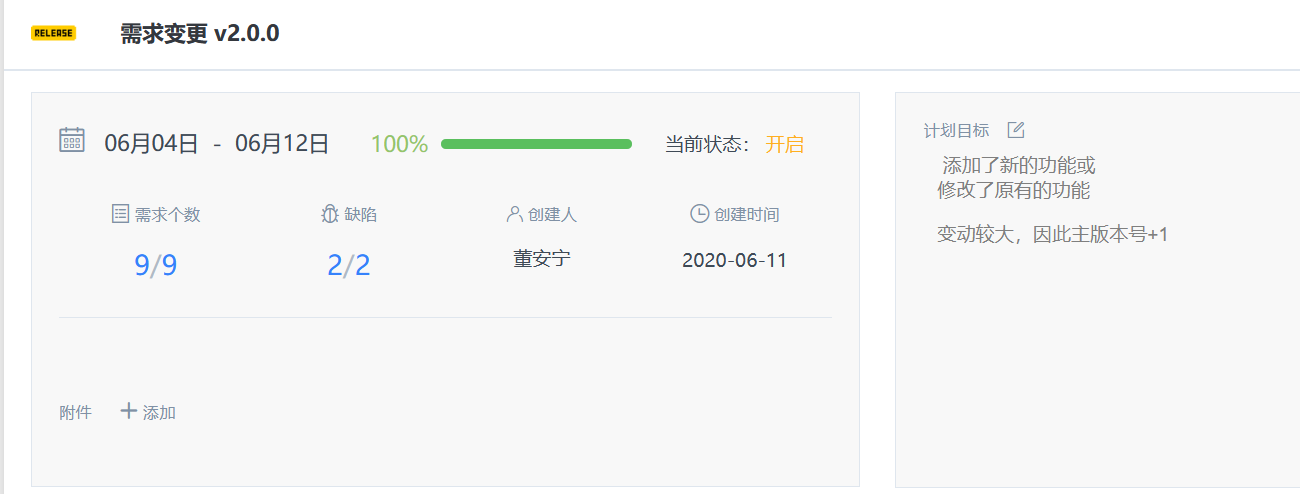 RELEASE 需求变更 v2.0.0
06月04日 - 06月12日 100% 当前状态： 开启
需求个数 缺陷 创建人 创建时间
9/9 2/2 董安宁 2020-06-11
附件 添加
计划目标
添加了新的功能或
修改了原有的功能
变动较大，因此主版本号+1